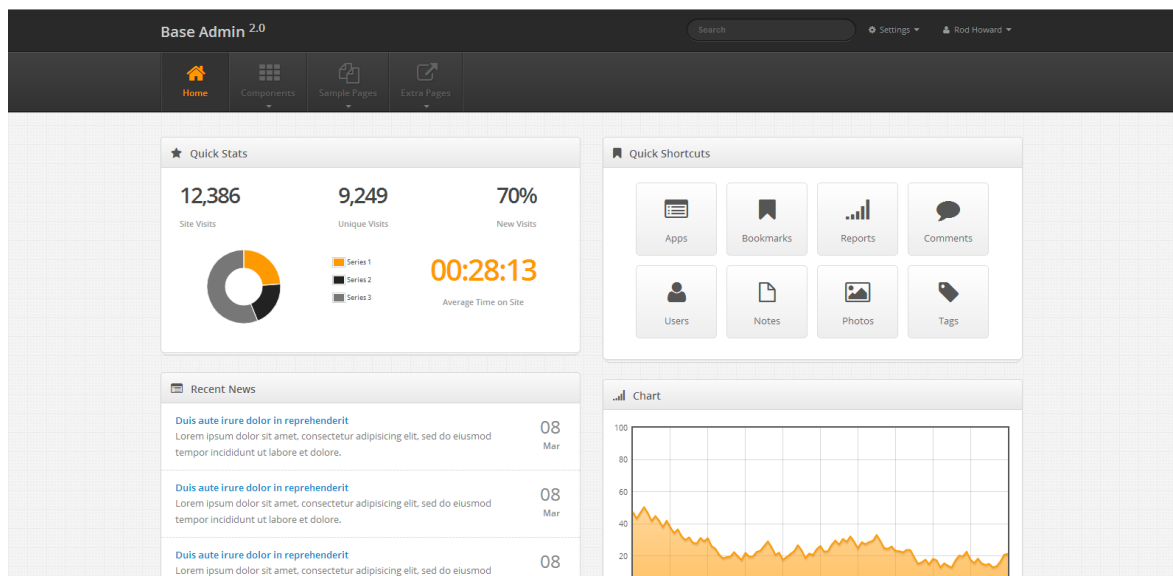 Base Admin 2.0
Search
Settings
Rod Howard
Home
Components
Sample Pages
Extra Pages
Quick Stats
12,386
9,249
70%
Site Visits
Unique Visits
New Visits
Series 1
Series 2
Series 3
00:28:13
Average Time on Site
Quick Shortcuts
Apps
Bookmarks
Reports
Comments
Users
Notes
Photos
Tags
Recent News
Duis aute irure dolor in reprehenderit
Lorem ipsum dolor sit amet, consectetur adipisicing elit, sed do eiusmod
tempor incididunt ut labore et dolore.
08
Mar
Duis aute irure dolor in reprehenderit
Lorem ipsum dolor sit amet, consectetur adipisicing elit, sed do eiusmod
tempor incididunt ut labore et dolore.
08
Mar
Duis aute irure dolor in reprehenderit
Lorem ipsum dolor sit amet, consectetur adipisicing elit, sed do eiusmod
08
Chart
100
80
60
40
20